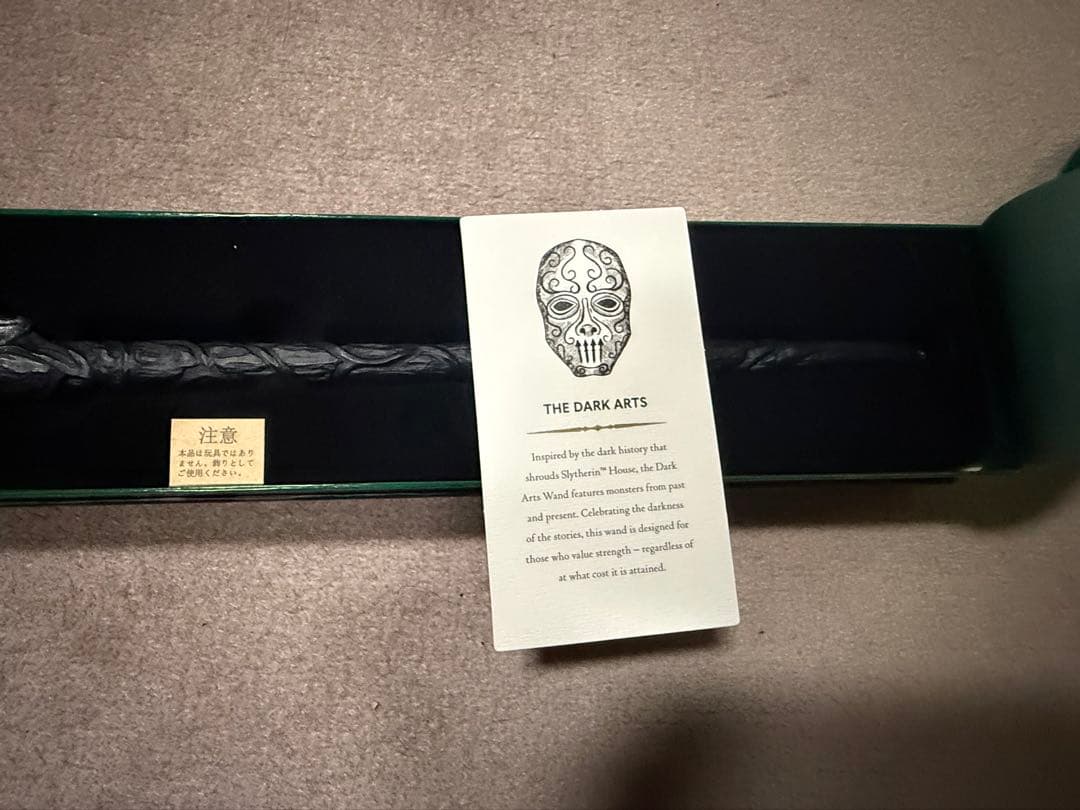 注意
本品は玩具ではあり
ません。飾りとして
ご使用ください。
THE DARK ARTS
Inspired by the dark history that
shrouds Slytherin™ House, the Dark
Arts Wand features monsters from past
and present. Celebrating the darkness
of the stories, this wand is designed for
those who value strength – regardless of
at what cost it is attained.